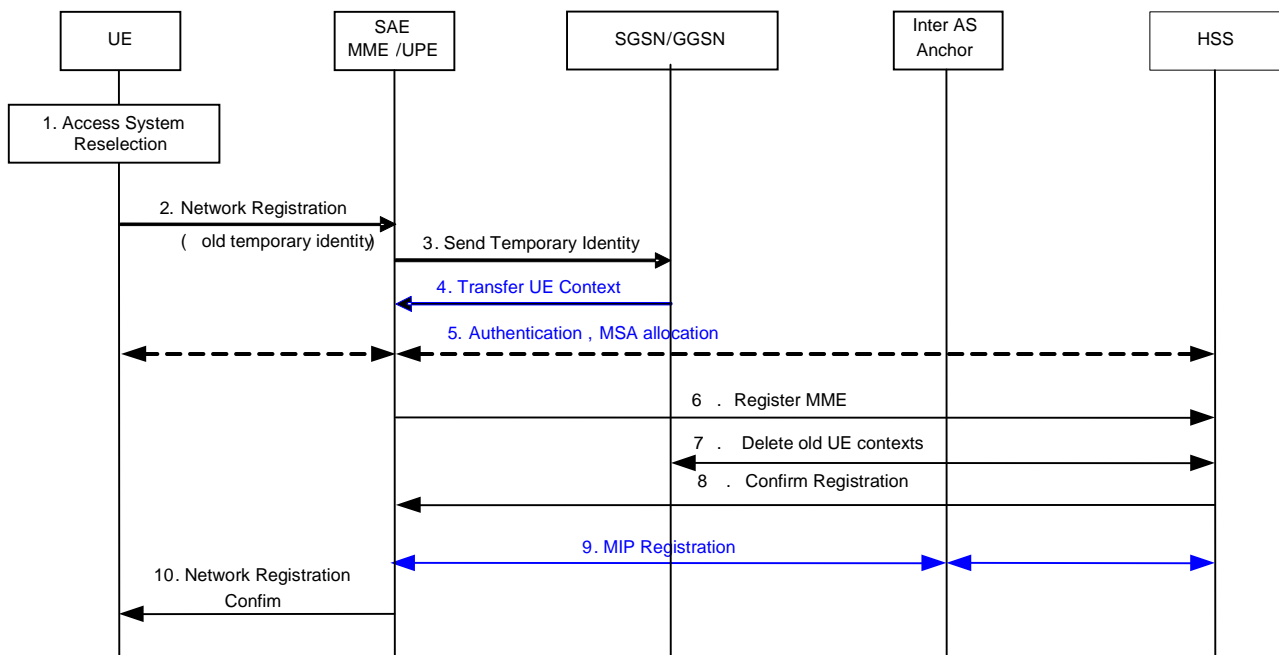 UE
SAE
MME /UPE
SGSN/GGSN
Inter AS
Anchor
HSS
1. Access System
Reselection
2. Network Registration
( old temporary identity)
3. Send Temporary Identity
4. Transfer UE Context
5. Authentication , MSA allocation
6 . Register MME
7 . Delete old UE contexts
8 . Confirm Registration
9. MIP Registration
10. Network Registration
Confim